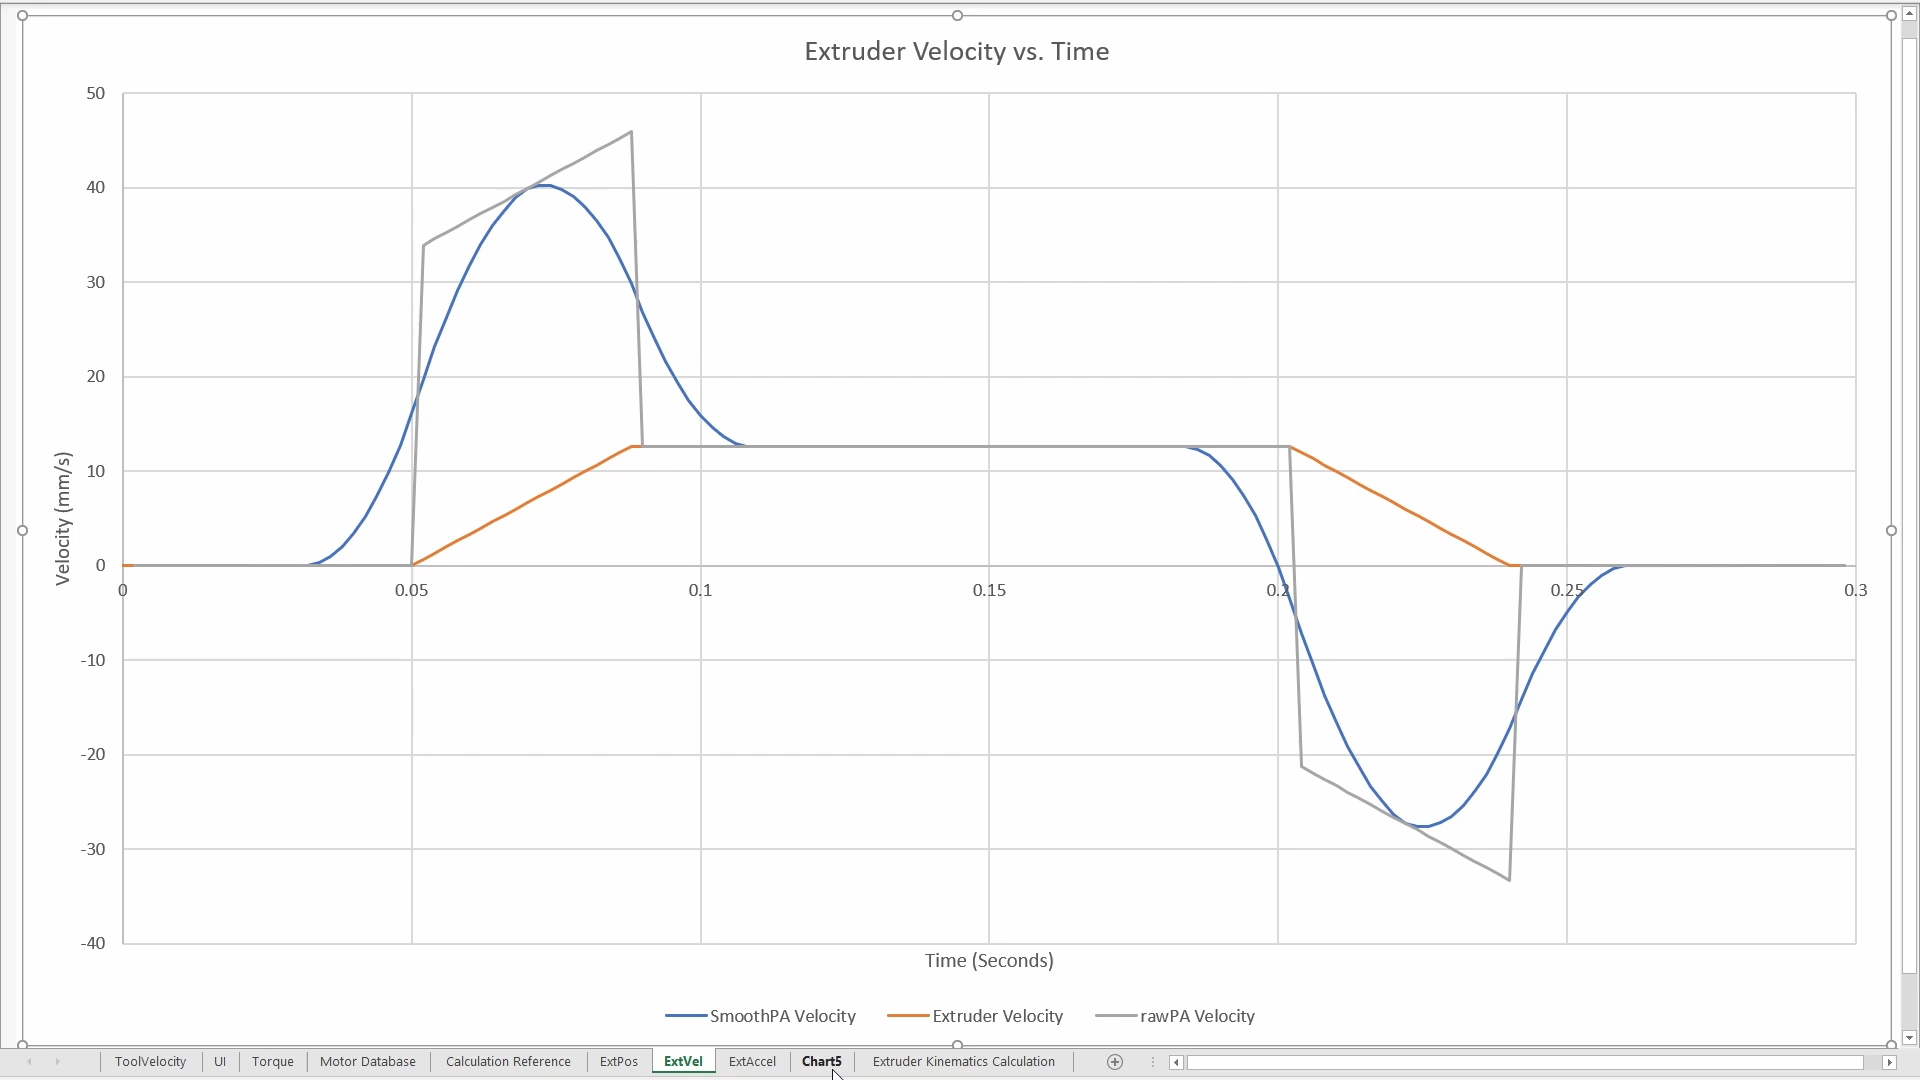 Extruder Velocity vs. Time
50
40
30
20
10
0
-10
-20
-30
-40
Velocity (mm/s)
0 0.05 0.1 0.15 0.2 0.25 0.3
Time (Seconds)
SmoothPA Velocity Extruder Velocity rawPA Velocity
ToolVelocity UI Torque Motor Database Calculation Reference ExtPos ExtVel ExtAccel Chart5 Extruder Kinematics Calculation